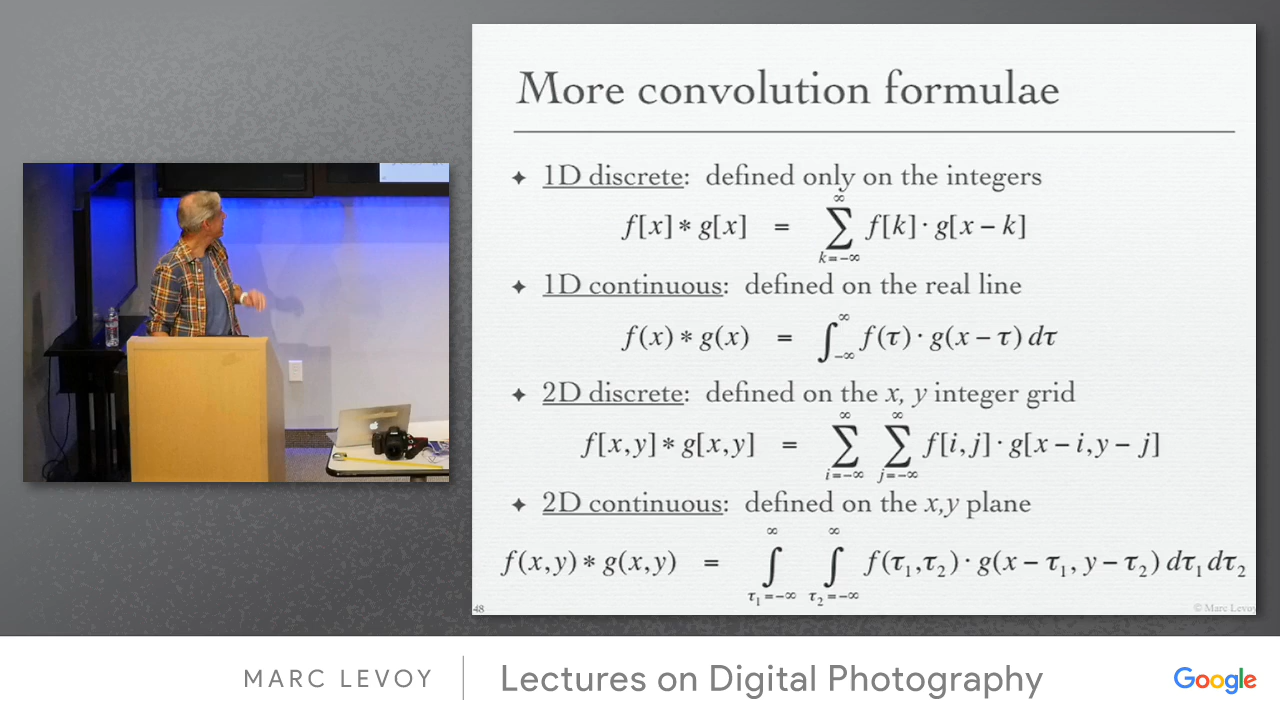 More convolution formulae
✦ 1D discrete: defined only on the integers
f[x] * g[x] = ∑_{k=-∞}^{∞} f[k] · g[x − k]
✦ 1D continuous: defined on the real line
f(x) * g(x) = ∫_{-∞}^{∞} f(τ) · g(x − τ) dτ
✦ 2D discrete: defined on the x, y integer grid
f[x,y] * g[x,y] = ∑_{i=-∞}^{∞} ∑_{j=-∞}^{∞} f[i,j] · g[x − i, y − j]
✦ 2D continuous: defined on the x,y plane
f(x,y) * g(x,y) = ∫_{τ₁=-∞}^{∞} ∫_{τ₂=-∞}^{∞} f(τ₁,τ₂) · g(x − τ₁, y − τ₂) dτ₁ dτ₂
48
© Marc Levoy
MARC LEVOY
Lectures on Digital Photography
Google